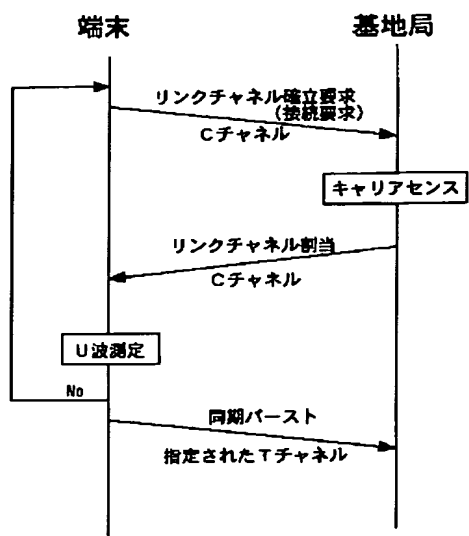 端末
基地局
リンクチャネル確立要求
（接続要求）
Cチャネル
キャリアセンス
リンクチャネル割当
Cチャネル
U波測定
No
同期バースト
指定されたTチャネル